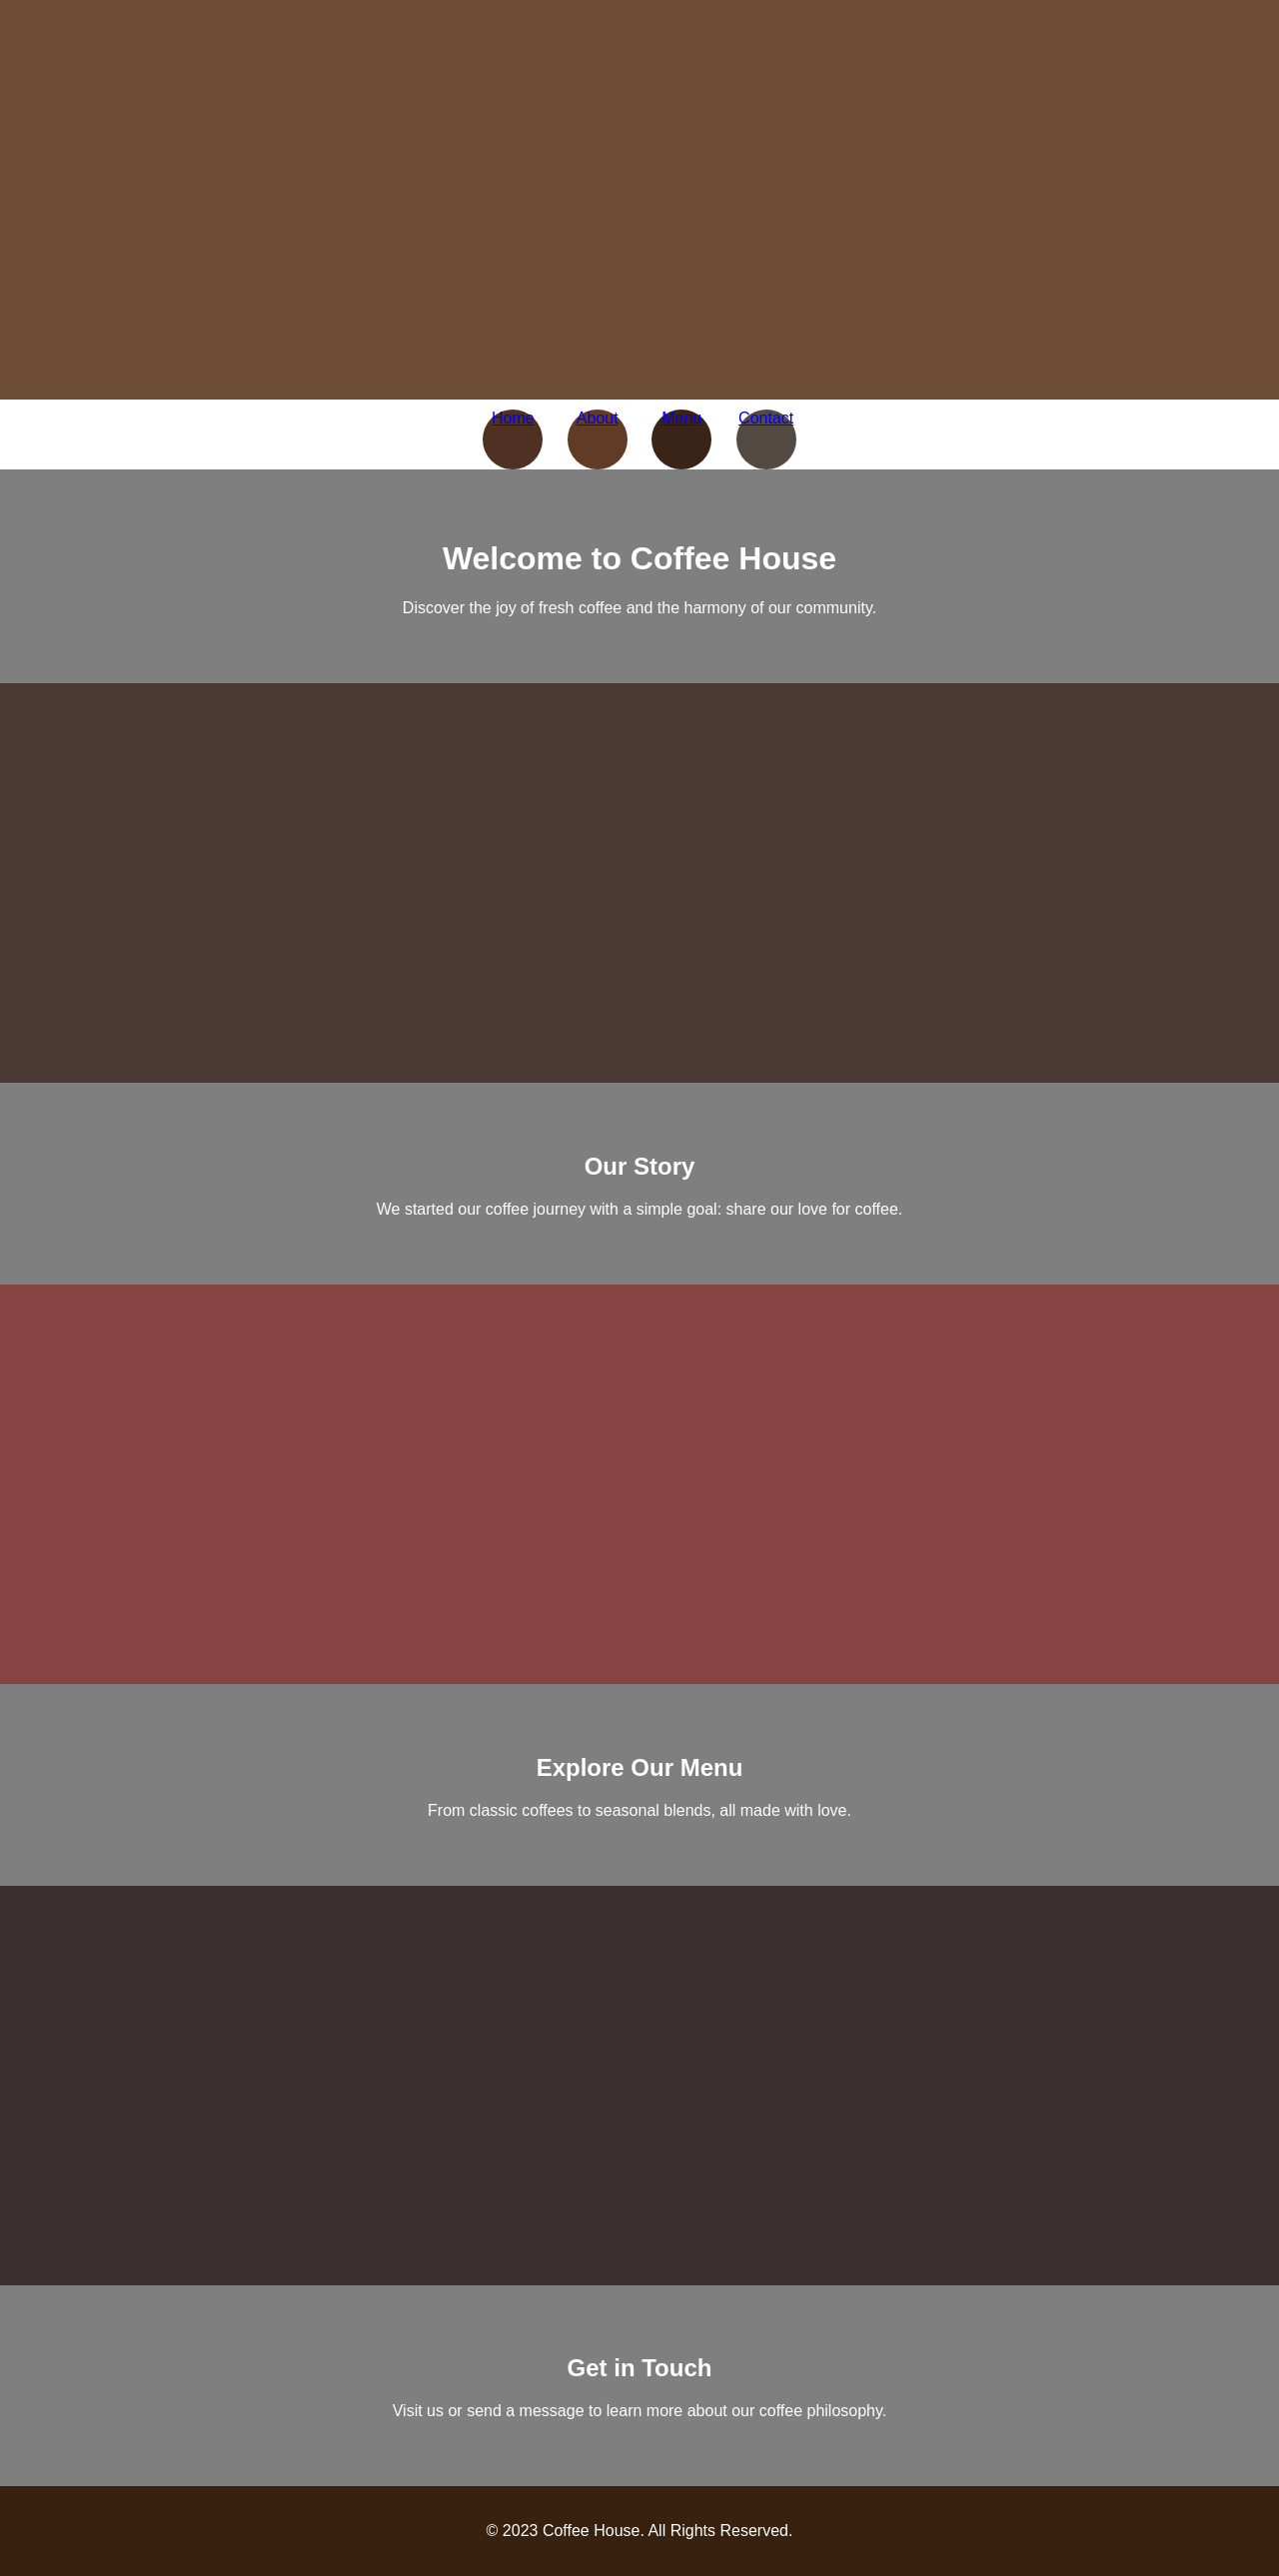 Home About Menu Contact
Welcome to Coffee House
Discover the joy of fresh coffee and the harmony of our community.
Our Story
We started our coffee journey with a simple goal: share our love for coffee.
Explore Our Menu
From classic coffees to seasonal blends, all made with love.
Get in Touch
Visit us or send a message to learn more about our coffee philosophy.
© 2023 Coffee House. All Rights Reserved.